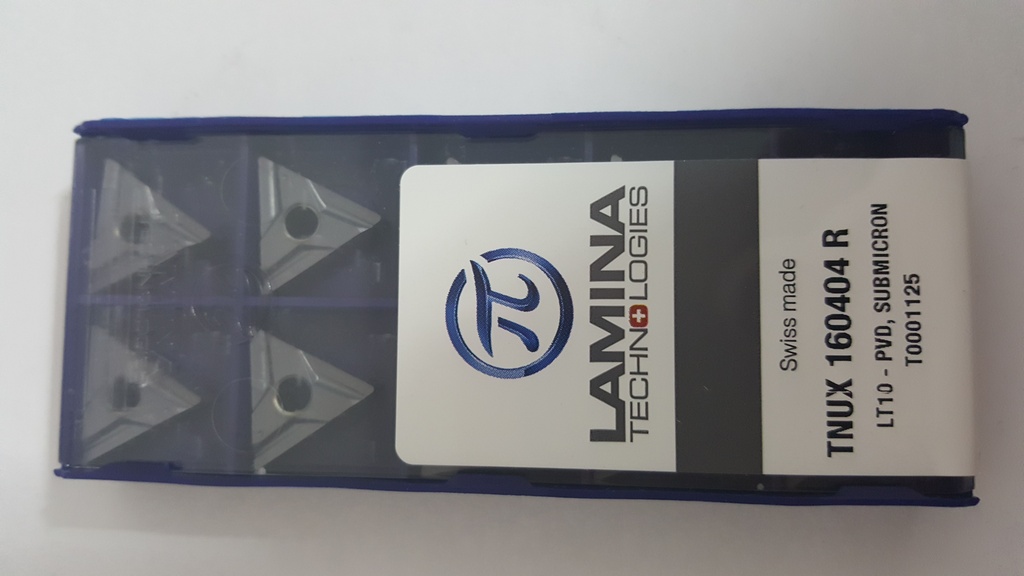 π
LAMINA
TECHNOLOGIES
Swiss made
TNUX 160404 R
LT10 - PVD, SUBMICRON
T0001125